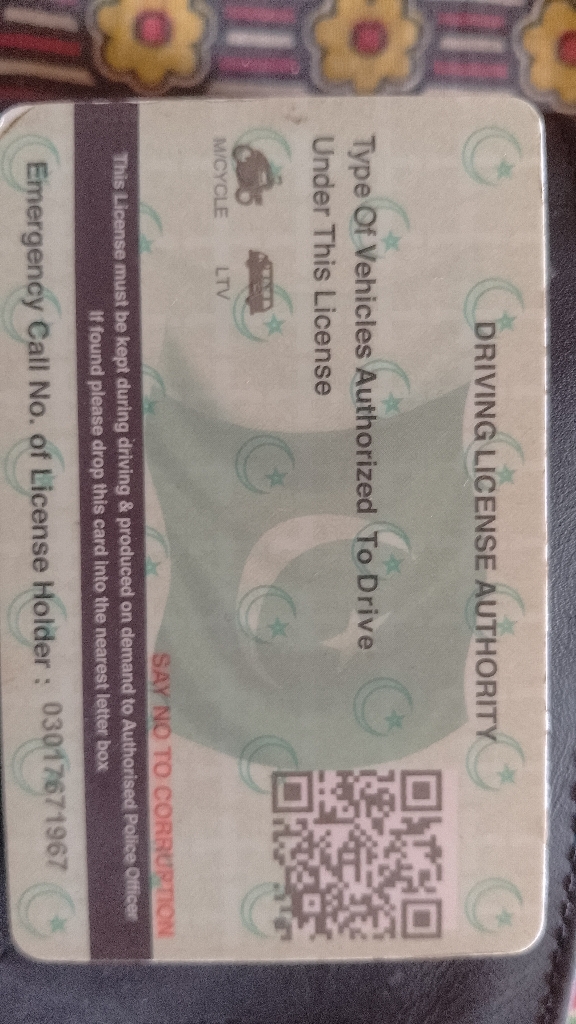 DRIVING LICENSE AUTHORITY
Type Of Vehicles Authorized To Drive
Under This License
M/CYCLE
LTV
SAY NO TO CORRUPTION
This License must be kept during driving & produced on demand to Authorised Police Officer
If found please drop this card into the nearest letter box
Emergency Call No. of License Holder : 03017671967